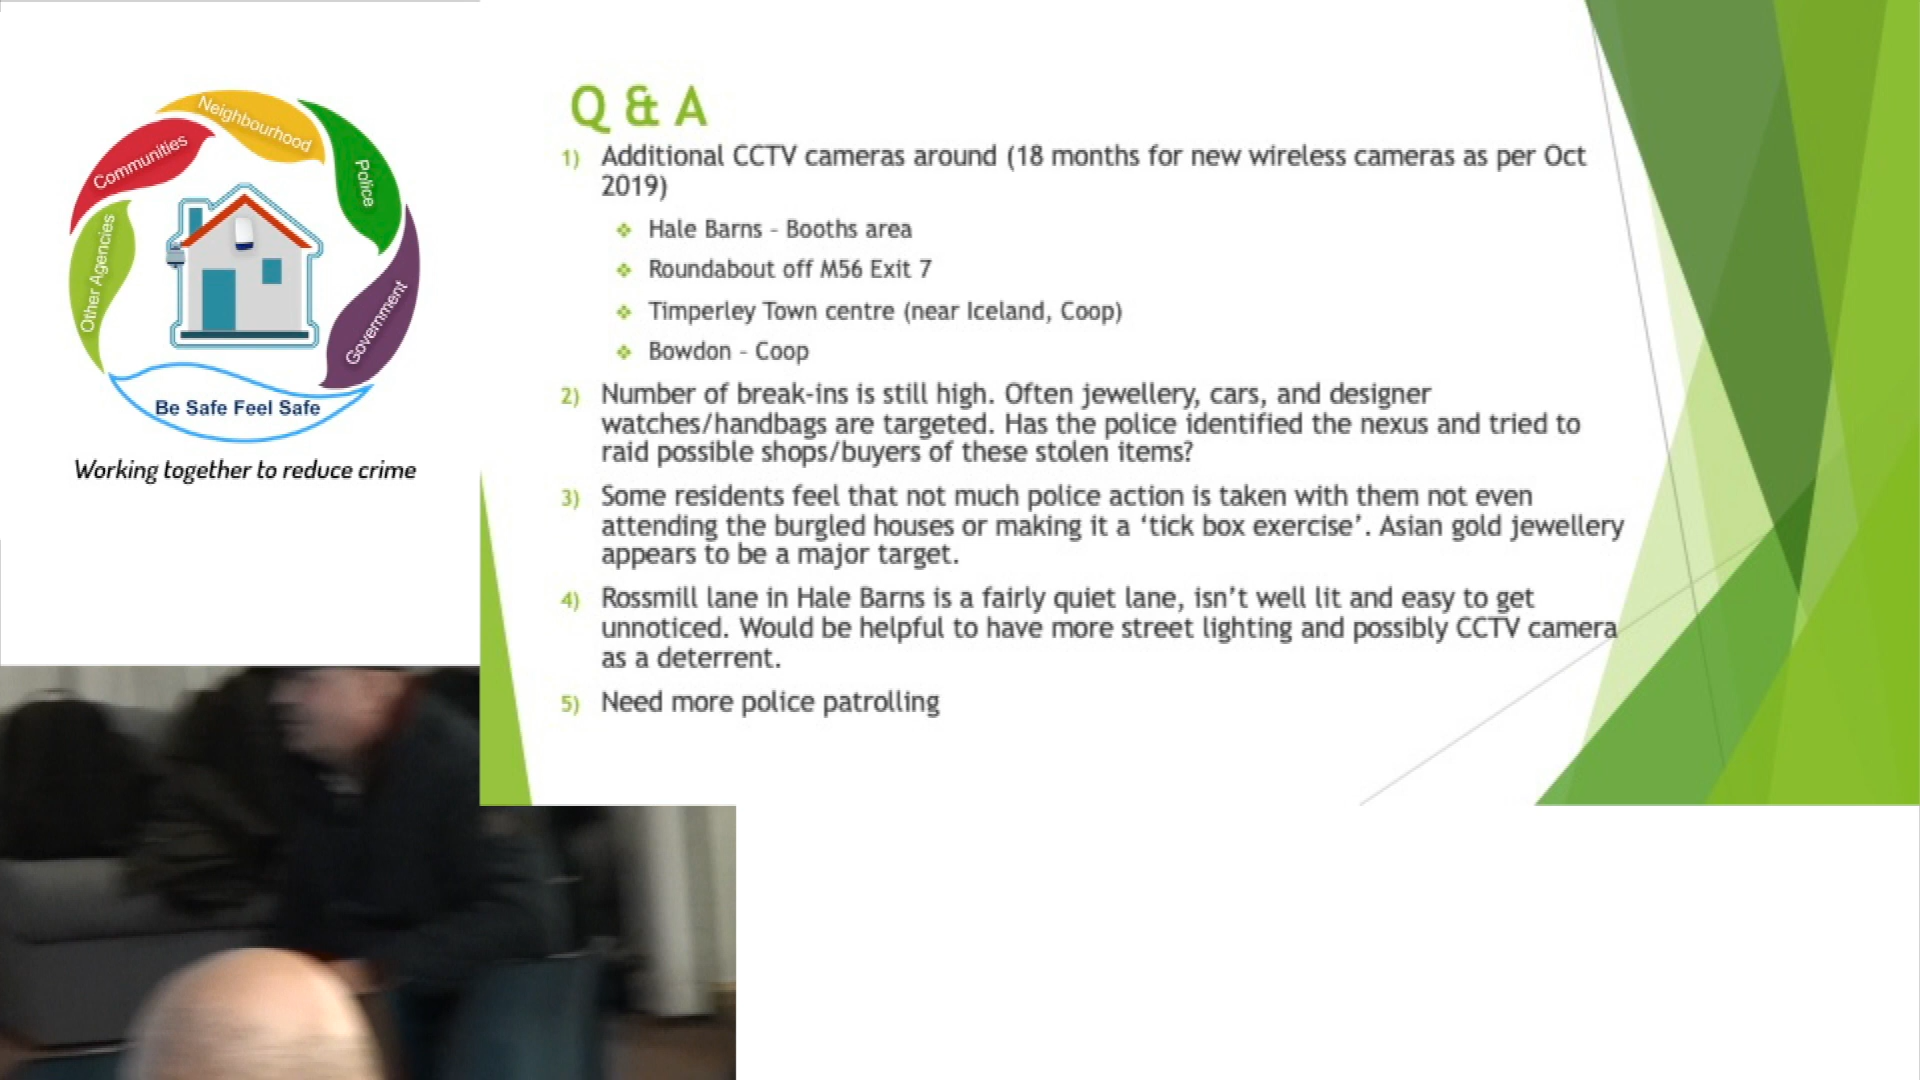 Neighbourhood
Communities
Police
Other Agencies
Government
Be Safe Feel Safe
Working together to reduce crime
Q & A
1) Additional CCTV cameras around (18 months for new wireless cameras as per Oct
2019)
❖ Hale Barns - Booths area
❖ Roundabout off M56 Exit 7
❖ Timperley Town centre (near Iceland, Coop)
❖ Bowdon - Coop
2) Number of break-ins is still high. Often jewellery, cars, and designer
watches/handbags are targeted. Has the police identified the nexus and tried to
raid possible shops/buyers of these stolen items?
3) Some residents feel that not much police action is taken with them not even
attending the burgled houses or making it a ‘tick box exercise’. Asian gold jewellery
appears to be a major target.
4) Rossmill lane in Hale Barns is a fairly quiet lane, isn’t well lit and easy to get
unnoticed. Would be helpful to have more street lighting and possibly CCTV camera
as a deterrent.
5) Need more police patrolling